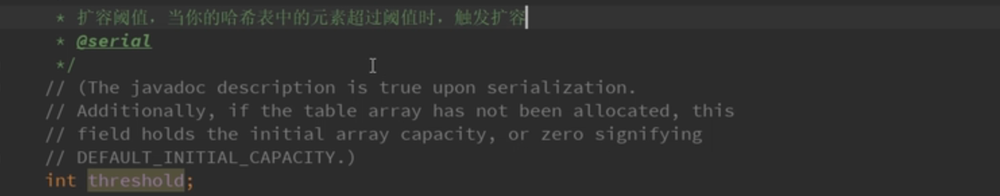 * 扩容阈值，当你的哈希表中的元素超过阈值时，触发扩容
* @serial
*/
// (The javadoc description is true upon serialization.
// Additionally, if the table array has not been allocated, this
// field holds the initial array capacity, or zero signifying
// DEFAULT_INITIAL_CAPACITY.)
int threshold;